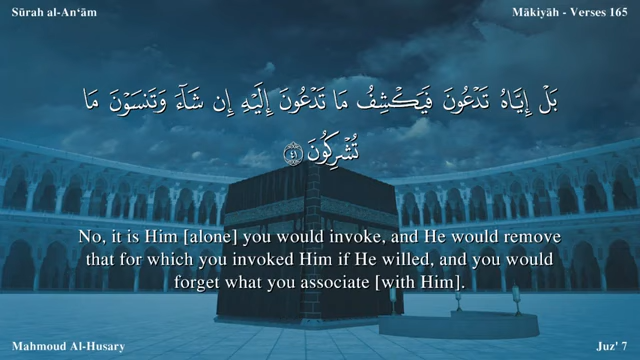 Sūrah al-An‘ām
Mākiyāh - Verses 165
بَلْ إِيَّاهُ تَدْعُونَ فَيَكْشِفُ مَا تَدْعُونَ إِلَيْهِ إِن شَآءَ وَتَنسَوْنَ مَا
تُشْرِكُونَ ٤١
No, it is Him [alone] you would invoke, and He would remove
that for which you invoked Him if He willed, and you would
forget what you associate [with Him].
Mahmoud Al-Husary
Juz' 7